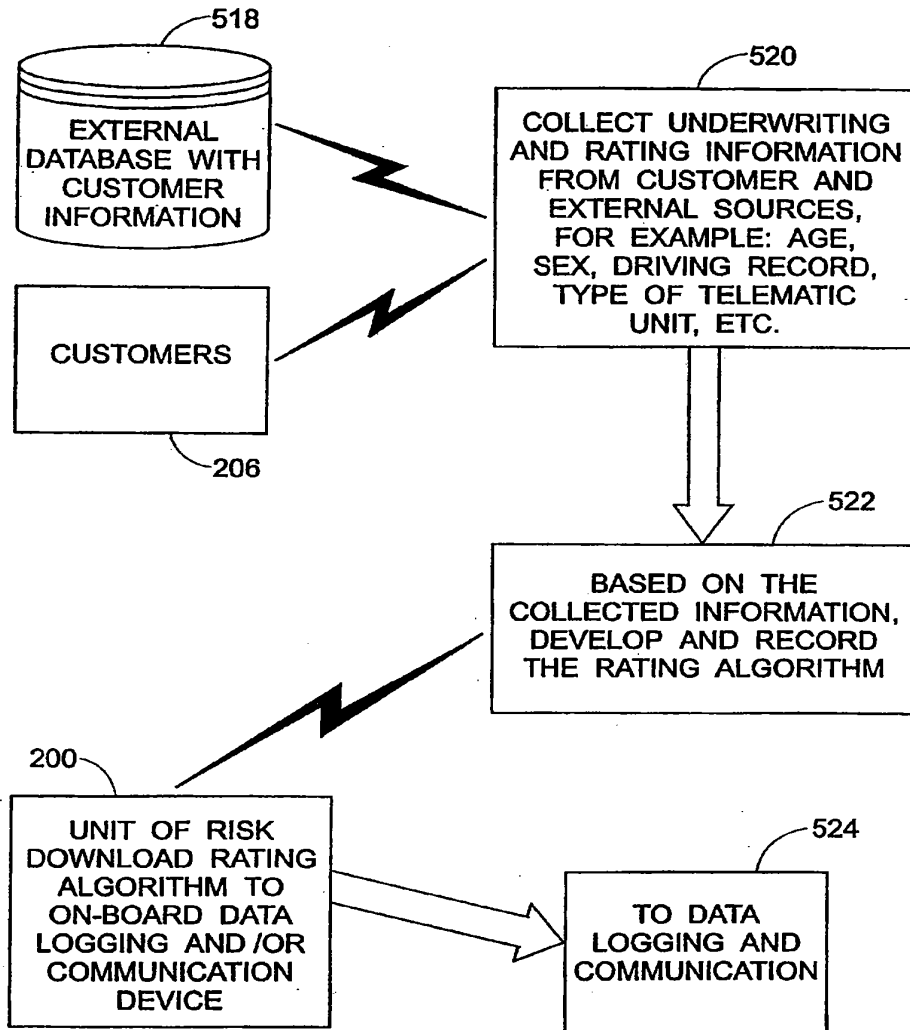 518
EXTERNAL
DATABASE WITH
CUSTOMER
INFORMATION
520
COLLECT UNDERWRITING
AND RATING INFORMATION
FROM CUSTOMER AND
EXTERNAL SOURCES,
FOR EXAMPLE: AGE,
SEX, DRIVING RECORD,
TYPE OF TELEMATIC
UNIT, ETC.
CUSTOMERS
206
522
BASED ON THE
COLLECTED INFORMATION,
DEVELOP AND RECORD
THE RATING ALGORITHM
200
UNIT OF RISK
DOWNLOAD RATING
ALGORITHM TO
ON-BOARD DATA
LOGGING AND /OR
COMMUNICATION
DEVICE
524
TO DATA
LOGGING AND
COMMUNICATION